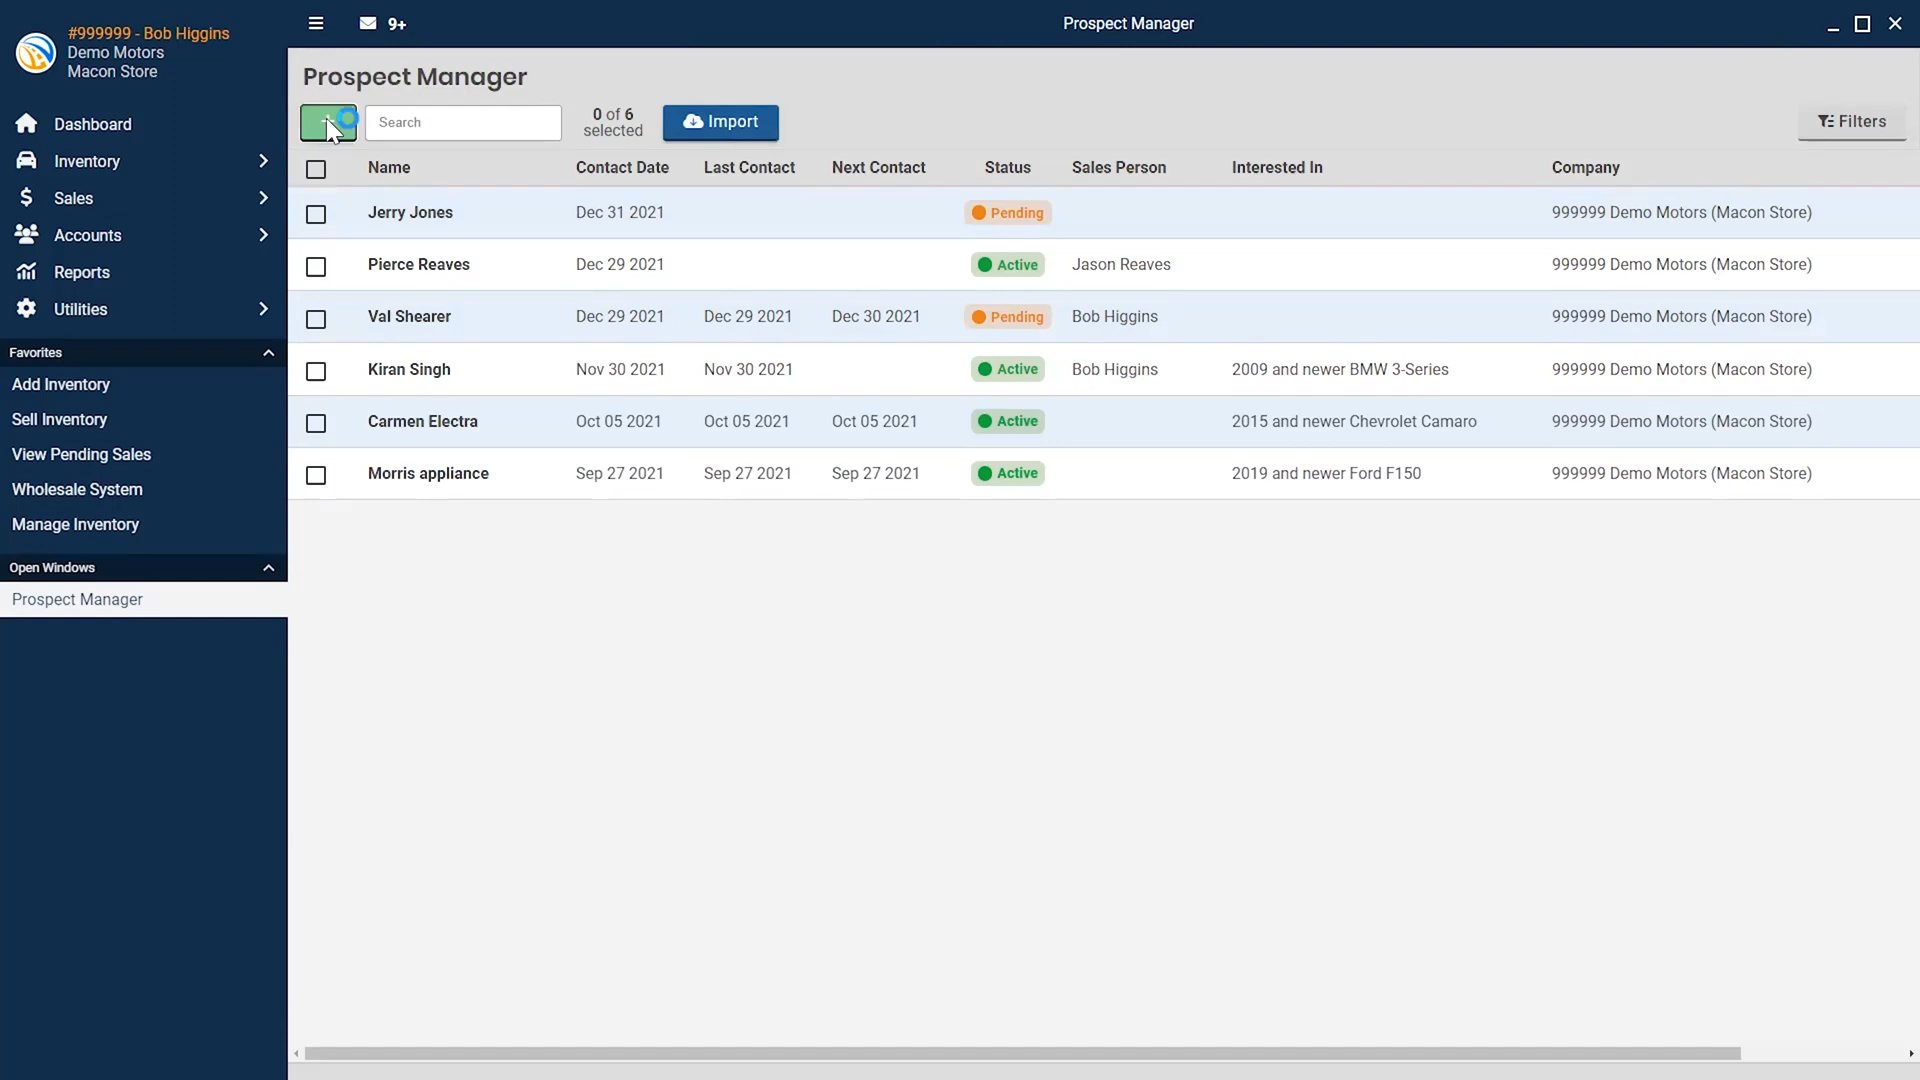 #999999 - Bob Higgins
Demo Motors
Macon Store
9+
Prospect Manager
Dashboard
Inventory
Sales
Accounts
Reports
Utilities
Favorites
Add Inventory
Sell Inventory
View Pending Sales
Wholesale System
Manage Inventory
Open Windows
Prospect Manager
Prospect Manager
Search
0 of 6
selected
Import
Filters
Name Contact Date Last Contact Next Contact Status Sales Person Interested In Company
Jerry Jones Dec 31 2021 Pending 999999 Demo Motors (Macon Store)
Pierce Reaves Dec 29 2021 Active Jason Reaves 999999 Demo Motors (Macon Store)
Val Shearer Dec 29 2021 Dec 29 2021 Dec 30 2021 Pending Bob Higgins 999999 Demo Motors (Macon Store)
Kiran Singh Nov 30 2021 Nov 30 2021 Active Bob Higgins 2009 and newer BMW 3-Series 999999 Demo Motors (Macon Store)
Carmen Electra Oct 05 2021 Oct 05 2021 Oct 05 2021 Active 2015 and newer Chevrolet Camaro 999999 Demo Motors (Macon Store)
Morris appliance Sep 27 2021 Sep 27 2021 Sep 27 2021 Active 2019 and newer Ford F150 999999 Demo Motors (Macon Store)